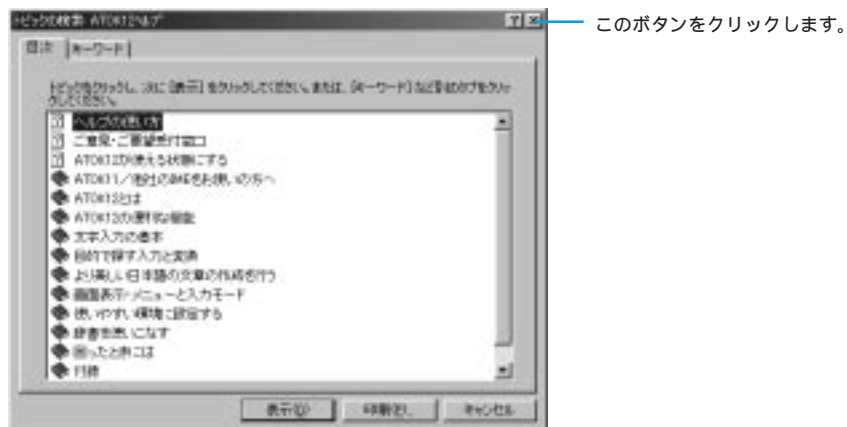 トピックの検索: ATOK12ヘルプ
このボタンをクリックします。
目次 キーワード
トピックをクリックし、次に [表示] をクリックしてください。または、[キーワード] など別のタブをクリッ
クしてください。
ヘルプの使い方
ご意見・ご要望受付窓口
ATOK12が使える状態にする
ATOK11/他社のIMEをお使いの方へ
ATOK12とは
ATOK12の便利な機能
文字入力の基本
目的で探す入力と変換
より美しい日本語の文章の作成を行う
画面表示・メニューと入力モード
使いやすい環境に設定する
辞書を使いこなす
困ったときには
付録
表示(D) 印刷(P)... キャンセル